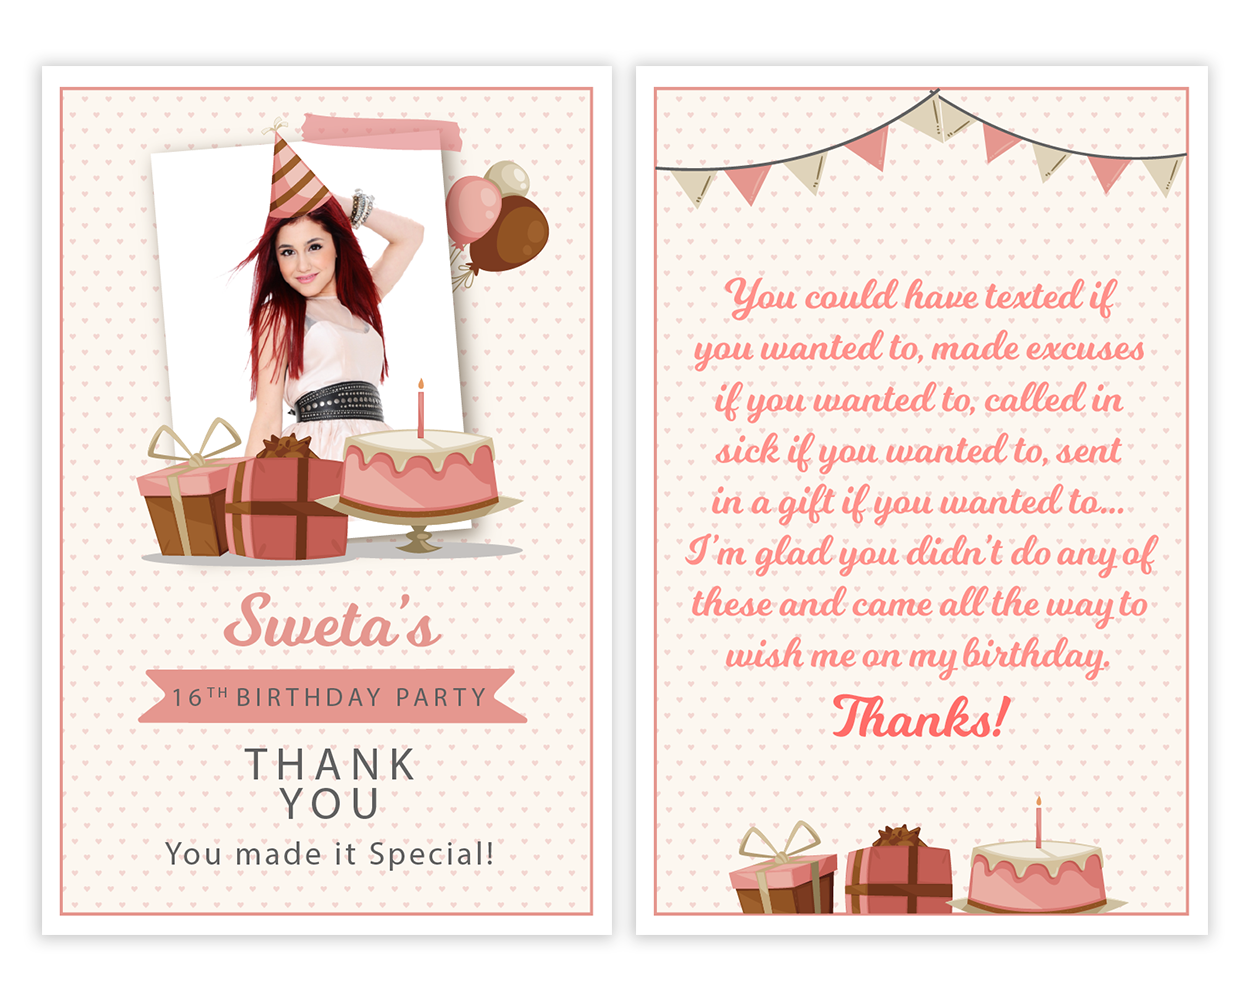 Sweta's
16TH BIRTHDAY PARTY
THANK
YOU
You made it Special!
You could have texted if
you wanted to, made excuses
if you wanted to, called in
sick if you wanted to, sent
in a gift if you wanted to...
I'm glad you didn't do any of
these and came all the way to
wish me on my birthday.
Thanks!